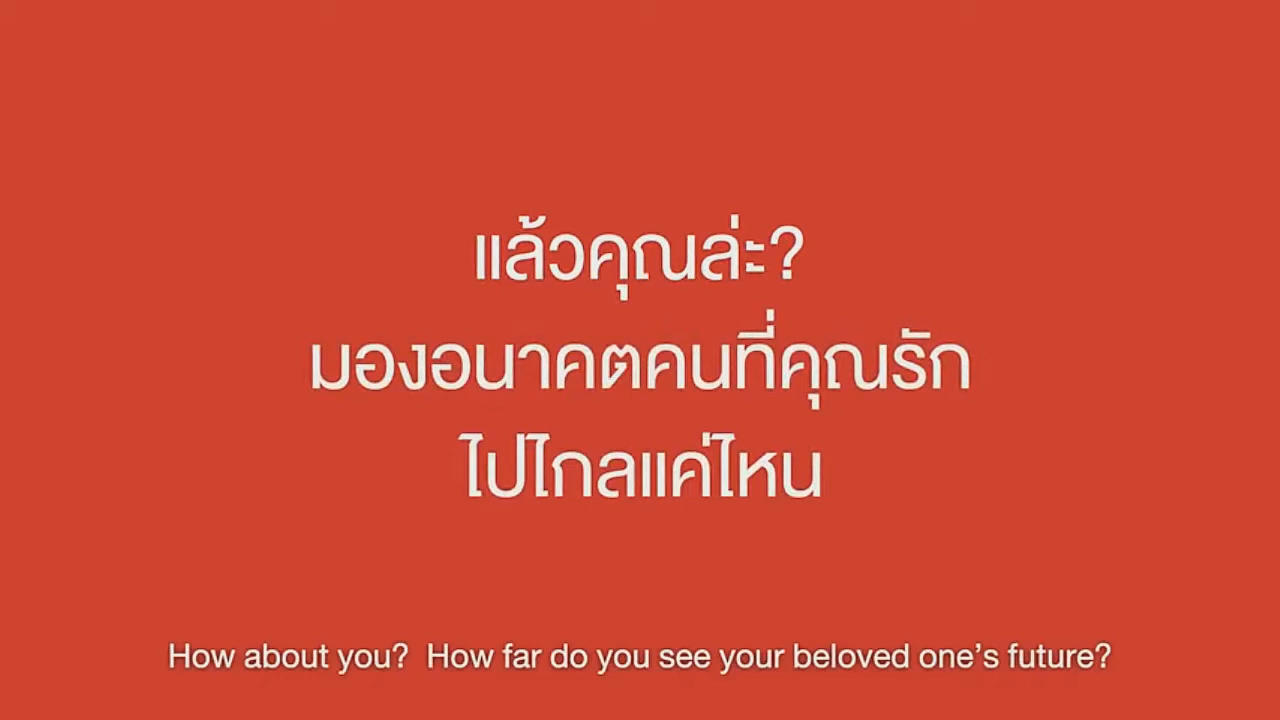 แล้วคุณล่ะ?
มองอนาคตคนที่คุณรัก
ไปไกลแค่ไหน
How about you?  How far do you see your beloved one’s future?